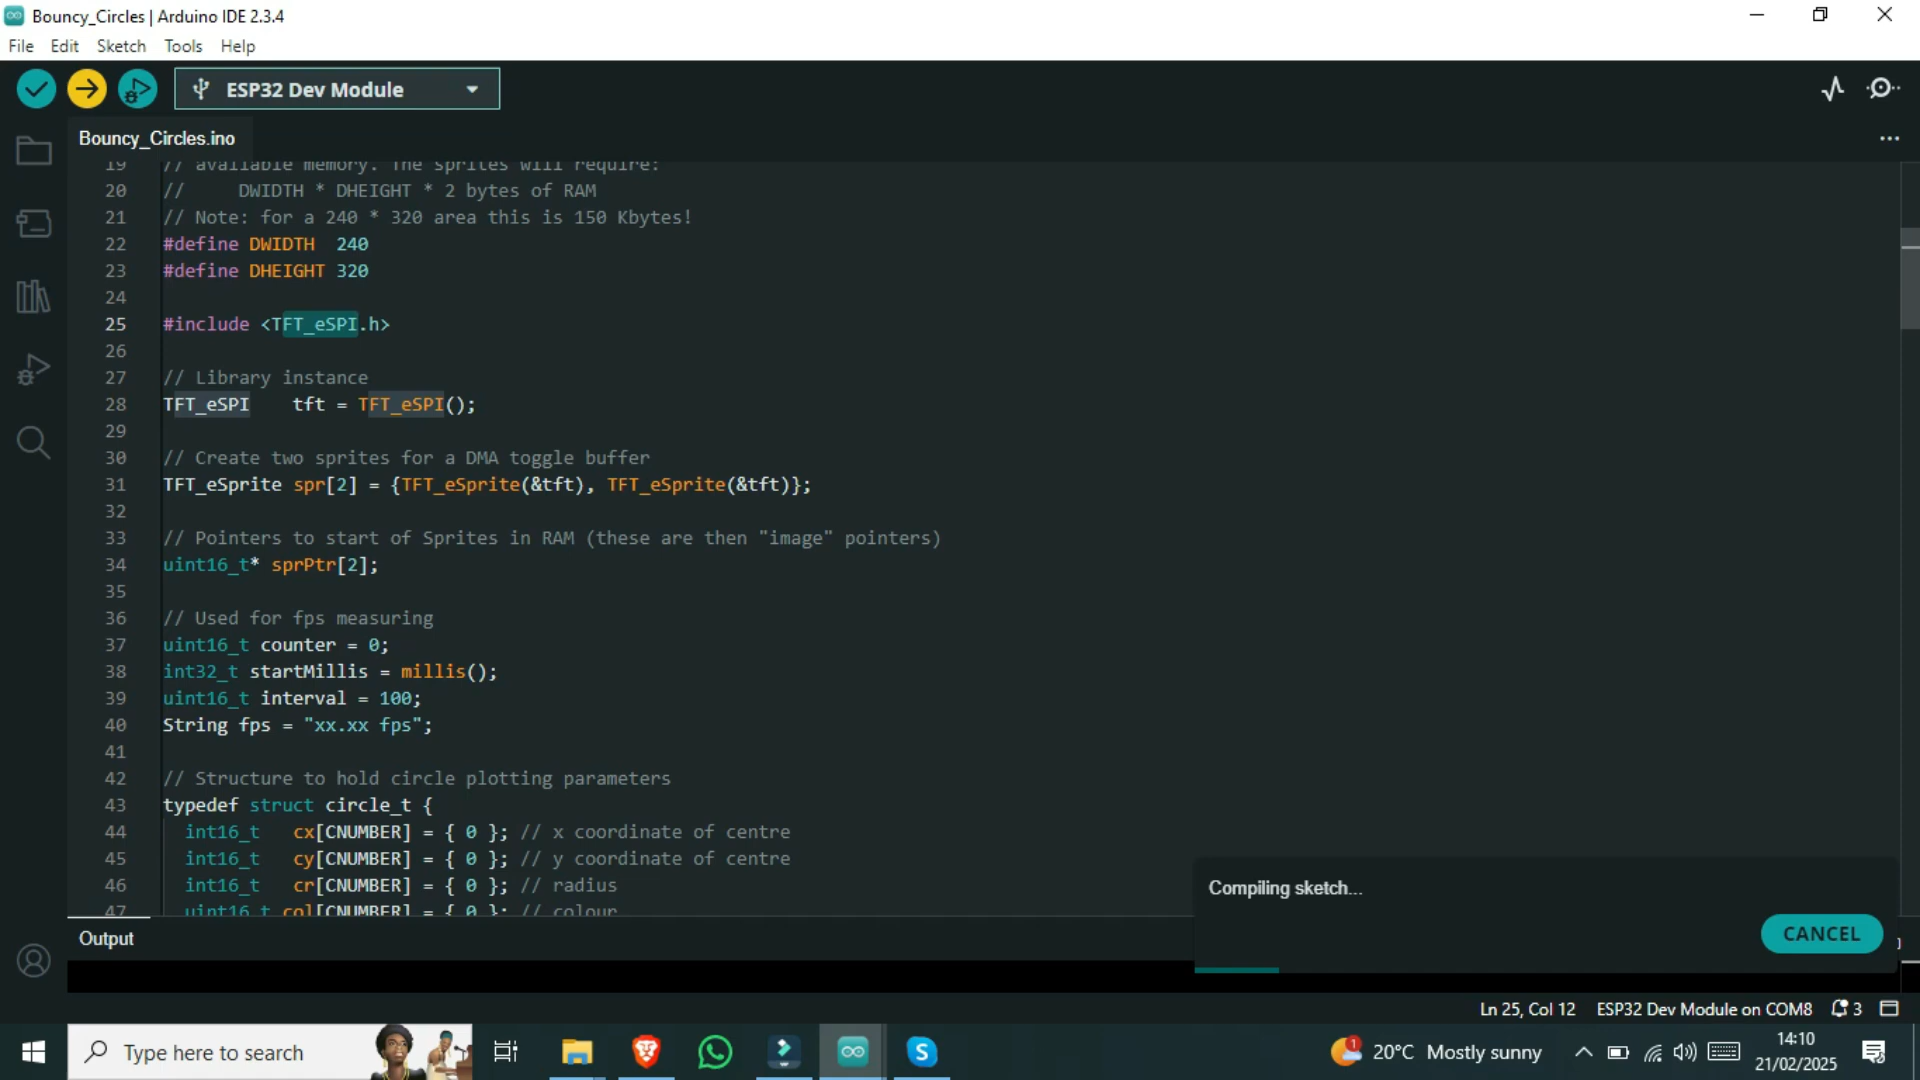 Bouncy_Circles | Arduino IDE 2.3.4
File Edit Sketch Tools Help
ESP32 Dev Module
Bouncy_Circles.ino
19 // available memory. The sprites will require:
20 //     DWIDTH * DHEIGHT * 2 bytes of RAM
21 // Note: for a 240 * 320 area this is 150 Kbytes!
22 #define DWIDTH  240
23 #define DHEIGHT 320
24
25 #include <TFT_eSPI.h>
26
27 // Library instance
28 TFT_eSPI    tft = TFT_eSPI();
29
30 // Create two sprites for a DMA toggle buffer
31 TFT_eSprite spr[2] = {TFT_eSprite(&tft), TFT_eSprite(&tft)};
32
33 // Pointers to start of Sprites in RAM (these are then "image" pointers)
34 uint16_t* sprPtr[2];
35
36 // Used for fps measuring
37 uint16_t counter = 0;
38 int32_t startMillis = millis();
39 uint16_t interval = 100;
40 String fps = "xx.xx fps";
41
42 // Structure to hold circle plotting parameters
43 typedef struct circle_t {
44   int16_t   cx[CNUMBER] = { 0 }; // x coordinate of centre
45   int16_t   cy[CNUMBER] = { 0 }; // y coordinate of centre
46   int16_t   cr[CNUMBER] = { 0 }; // radius
47   uint16_t col[CNUMBER] = { 0 }; // colour
Compiling sketch...
CANCEL
Output
Ln 25, Col 12 ESP32 Dev Module on COM8 3
Type here to search
1
20°C Mostly sunny
14:10
21/02/2025